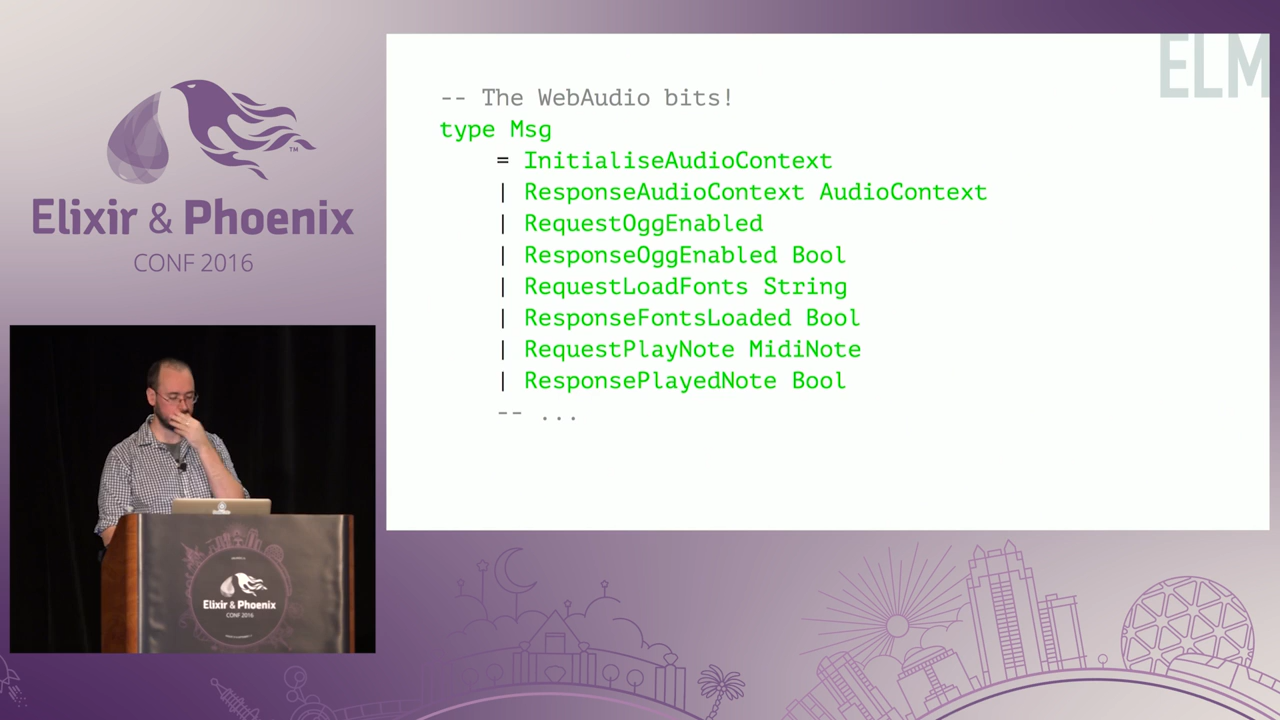 Elixir & Phoenix
TM
CONF 2016
ELM
-- The WebAudio bits!
type Msg
= InitialiseAudioContext
| ResponseAudioContext AudioContext
| RequestOggEnabled
| ResponseOggEnabled Bool
| RequestLoadFonts String
| ResponseFontsLoaded Bool
| RequestPlayNote MidiNote
| ResponsePlayedNote Bool
-- ...
Elixir & Phoenix
CONF 2016